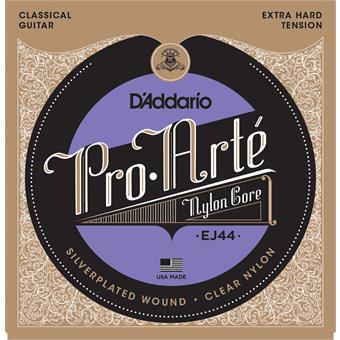 CLASSICAL
GUITAR
EXTRA HARD
TENSION
D'Addario
Pro·Arté
Nylon Core
·EJ44·
USA MADE
SILVERPLATED WOUND · CLEAR NYLON